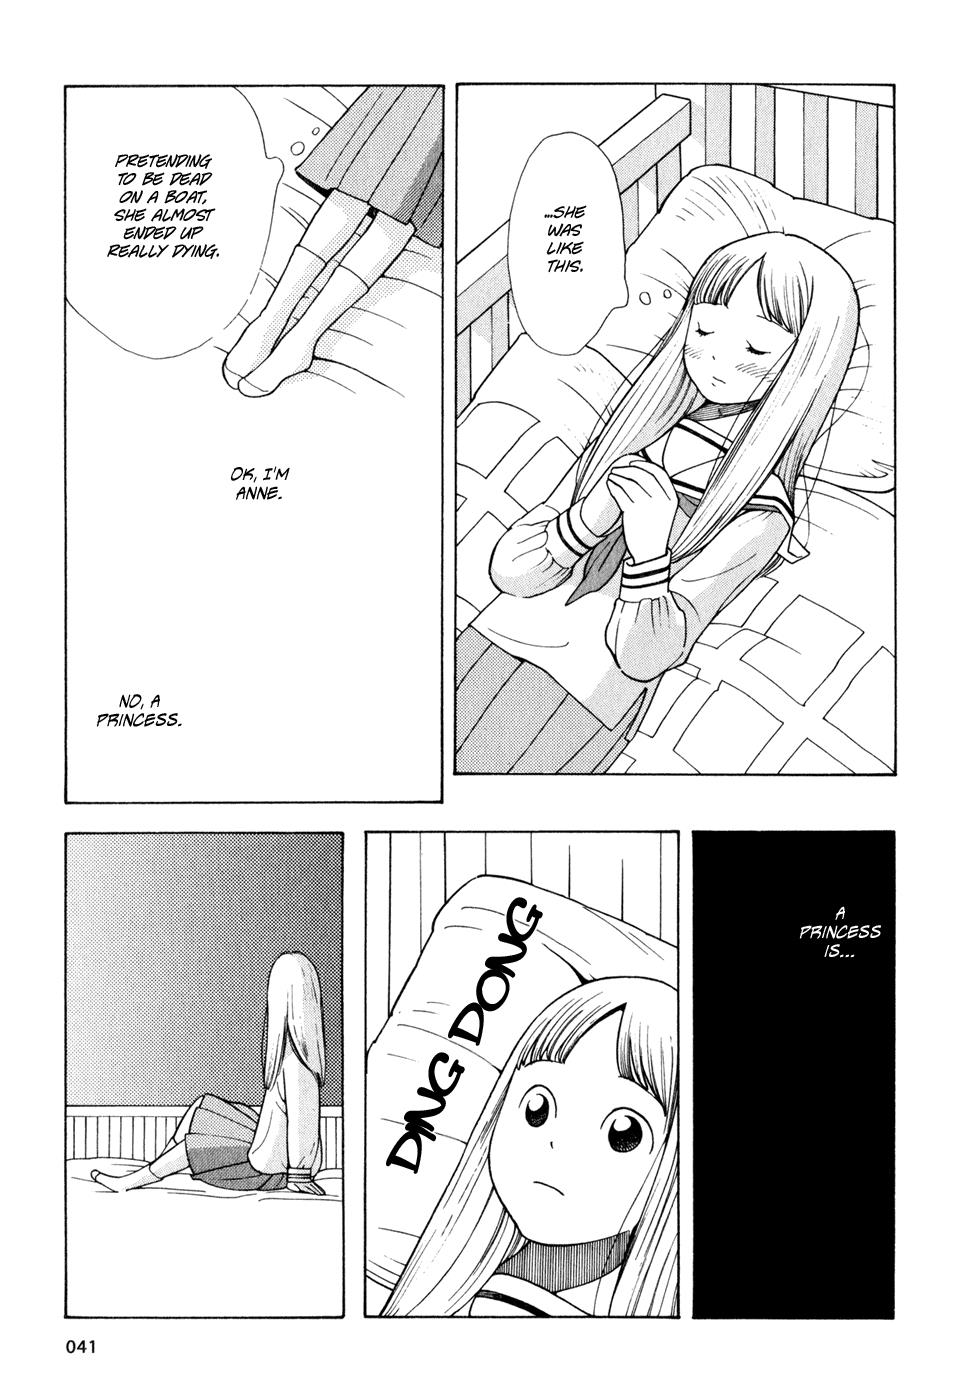 ...SHE
WAS
LIKE
THIS.
PRETENDING
TO BE DEAD
ON A BOAT,
SHE ALMOST
ENDED UP
REALLY DYING.
OK, I'M
ANNE.
NO, A
PRINCESS.
A
PRINCESS
IS...
DING DONG
041